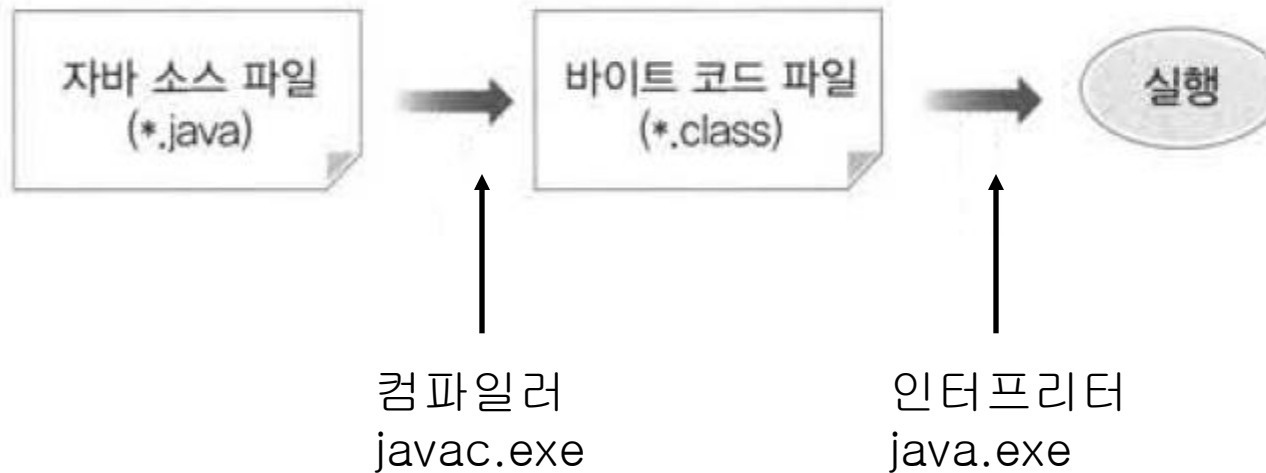 자바 소스 파일
(*.java)
바이트 코드 파일
(*.class)
실행
컴파일러
javac.exe
인터프리터
java.exe